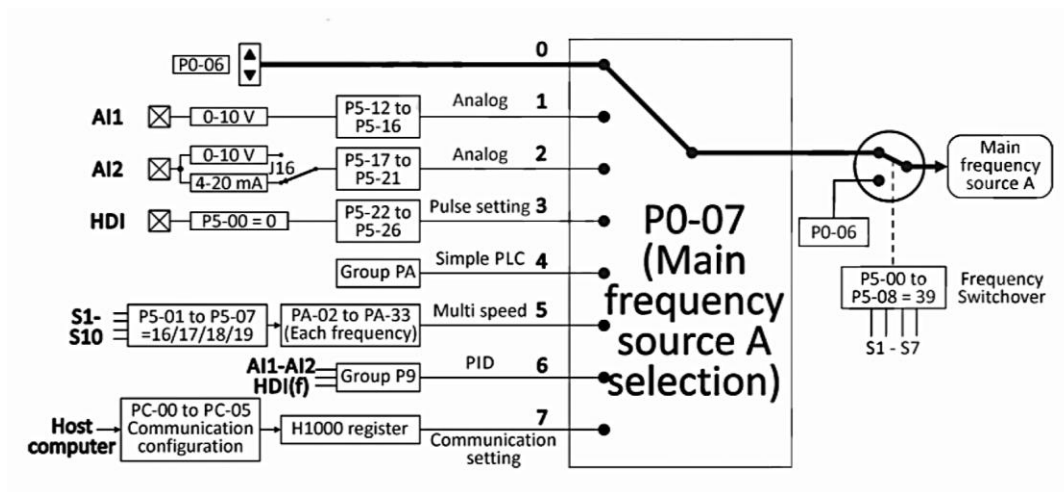 P0-06
0
AI1
0-10 V
P5-12 to
P5-16
Analog
1
AI2
0-10 V
4-20 mA
J16
P5-17 to
P5-21
Analog
2
HDI
P5-00 = 0
P5-22 to
P5-26
Pulse setting
3
Group PA
Simple PLC
4
S1-
S10
P5-01 to P5-07
=16/17/18/19
PA-02 to PA-33
(Each frequency)
Multi speed
5
AI1-AI2
HDI(f)
Group P9
PID
6
Host
computer
PC-00 to PC-05
Communication
configuration
H1000 register
7
Communication
setting
P0-07
(Main
frequency
source A
selection)
Main
frequency
source A
P0-06
P5-00 to
P5-08 = 39
Frequency
Switchover
S1 - S7